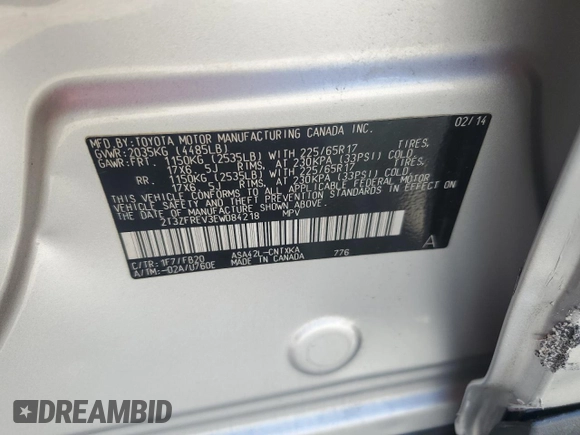 MFD. BY: TOYOTA MOTOR MANUFACTURING CANADA INC. 02/14
GVWR: 2035KG (4485LB)
GAWR: FRT. 1150KG (2535LB) WITH 225/65R17 TIRES,
17X6.5J RIMS, AT 230KPA (33PSI) COLD
RR. 1150KG (2535LB) WITH 225/65R17 TIRES,
17X6.5J RIMS, AT 230KPA (33PSI) COLD
THIS VEHICLE CONFORMS TO ALL APPLICABLE FEDERAL MOTOR
VEHICLE SAFETY AND THEFT PREVENTION STANDARDS IN EFFECT
ON THE DATE OF MANUFACTURE SHOWN ABOVE.
2T3ZFREV3EW084218 MPV
C/TR: 1F7/FB20 ASA42L-CNTXKA A
A/TM: -02A/U760E MADE IN CANADA 776
DREAMBID